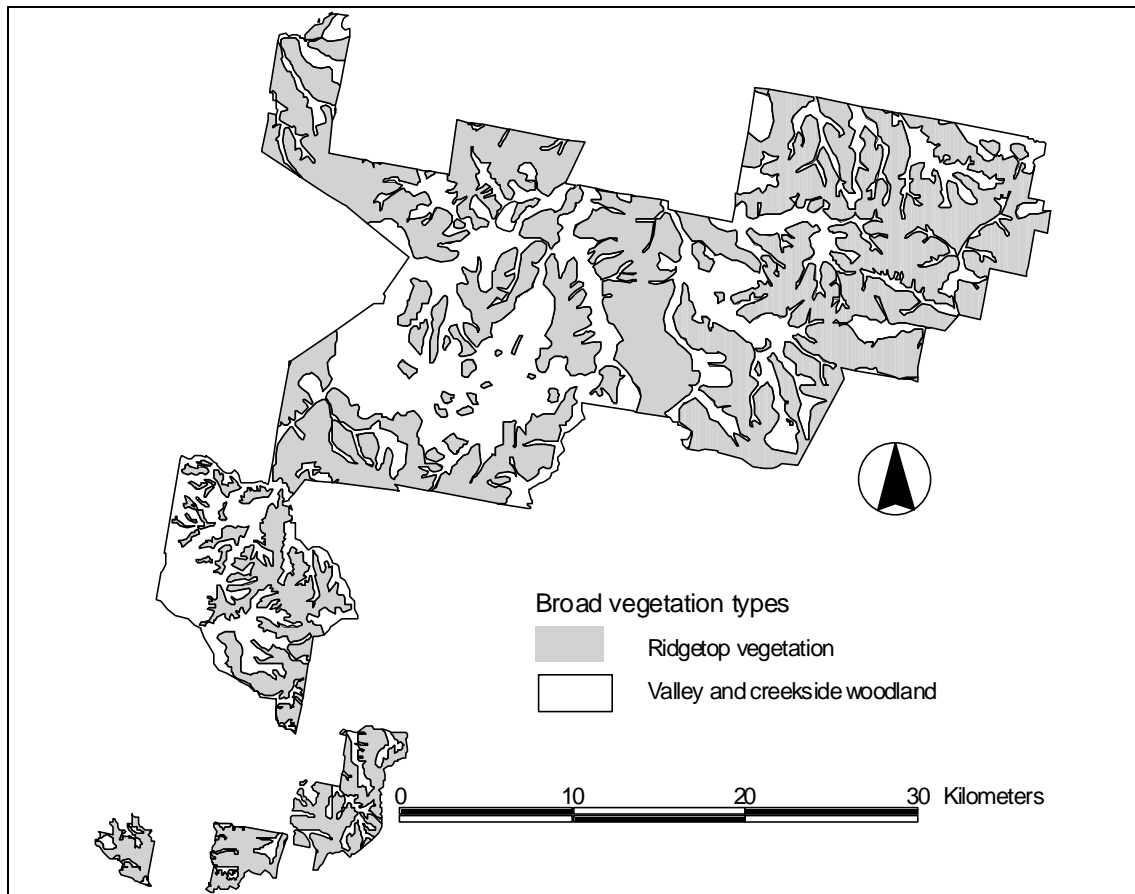 Broad vegetation types
Ridgetop vegetation
Valley and creekside woodland
0 10 20 30 Kilometers